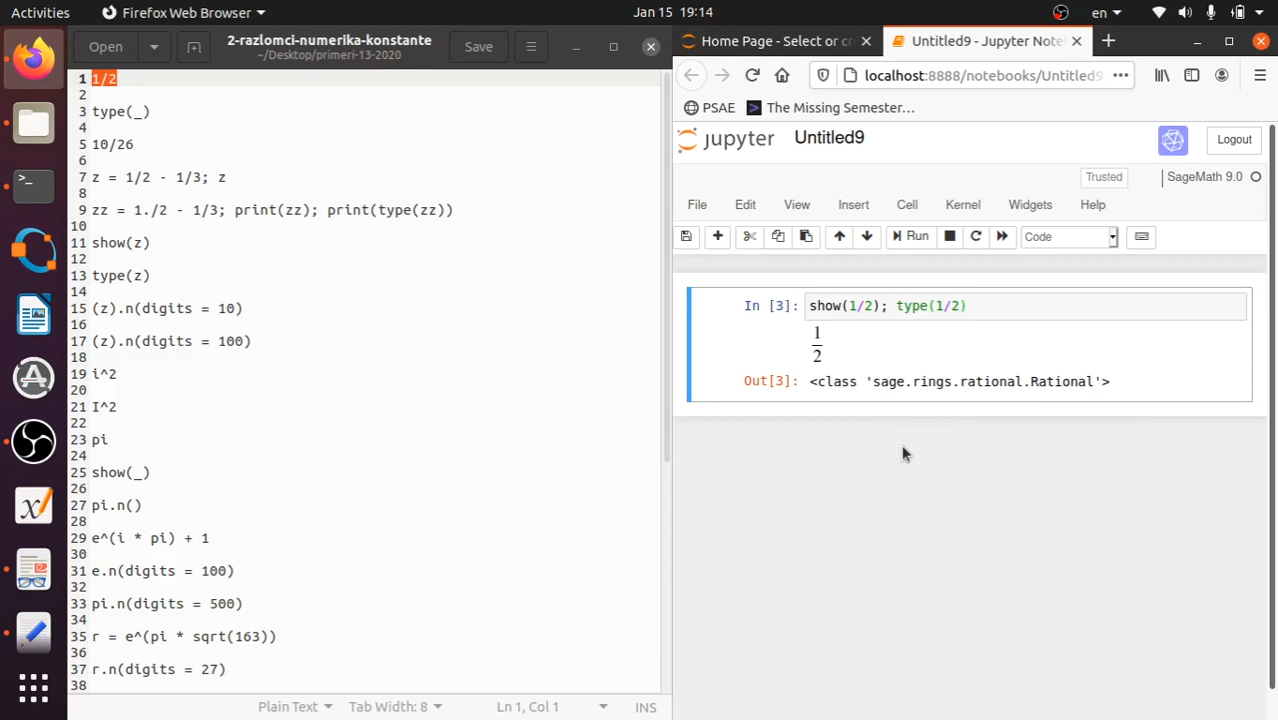 Activities
Firefox Web Browser
Jan 15 19:14
en
Open
2-razlomci-numerika-konstante
~/Desktop/primeri-13-2020
Save
1 1/2
2
3 type(_)
4
5 10/26
6
7 z = 1/2 - 1/3; z
8
9 zz = 1./2 - 1/3; print(zz); print(type(zz))
10
11 show(z)
12
13 type(z)
14
15 (z).n(digits = 10)
16
17 (z).n(digits = 100)
18
19 i^2
20
21 I^2
22
23 pi
24
25 show(_)
26
27 pi.n()
28
29 e^(i * pi) + 1
30
31 e.n(digits = 100)
32
33 pi.n(digits = 500)
34
35 r = e^(pi * sqrt(163))
36
37 r.n(digits = 27)
38
Plain Text
Tab Width: 8
Ln 1, Col 1
INS
Home Page - Select or cr
Untitled9 - Jupyter Note
localhost:8888/notebooks/Untitled9
PSAE
The Missing Semester…
jupyter
Untitled9
Logout
Trusted
SageMath 9.0
File
Edit
View
Insert
Cell
Kernel
Widgets
Help
Run
Code
In [3]: show(1/2); type(1/2)
1
2
Out[3]: <class 'sage.rings.rational.Rational'>